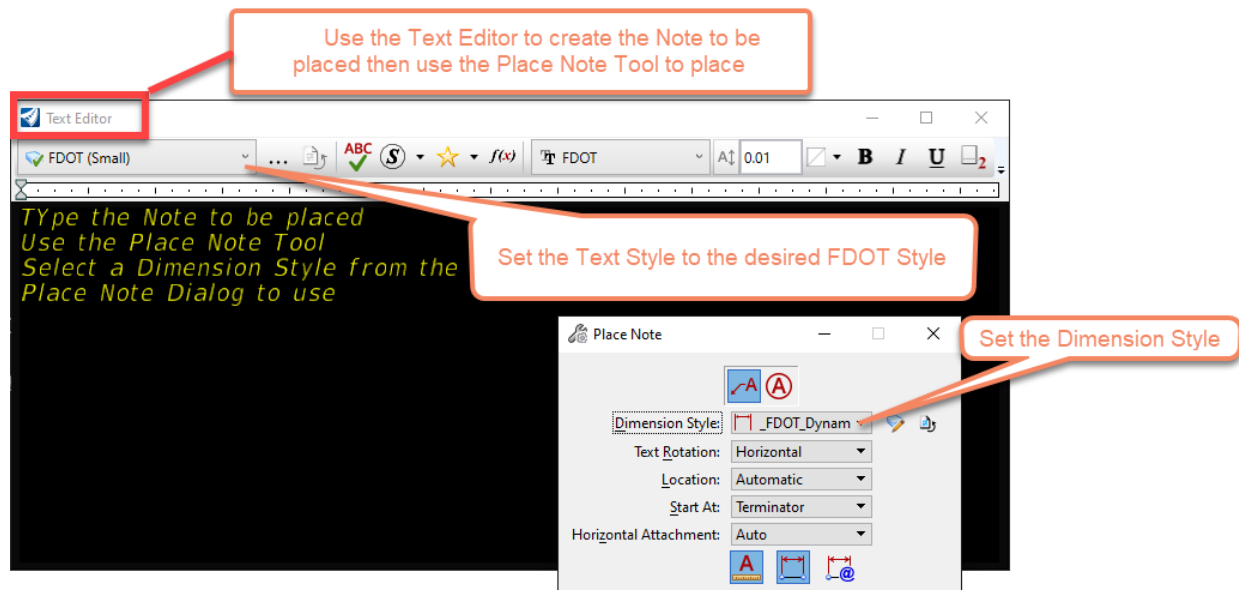 Use the Text Editor to create the Note to be
placed then use the Place Note Tool to place
Text Editor
FDOT (Small)
...
ABC
S
f(x)
FDOT
A
0.01
B I U
2
TYpe the Note to be placed
Use the Place Note Tool
Select a Dimension Style from the
Place Note Dialog to use
Set the Text Style to the desired FDOT Style
Place Note
Set the Dimension Style
A A
Dimension Style: _FDOT_Dynam
Text Rotation: Horizontal
Location: Automatic
Start At: Terminator
Horizontal Attachment: Auto
A @